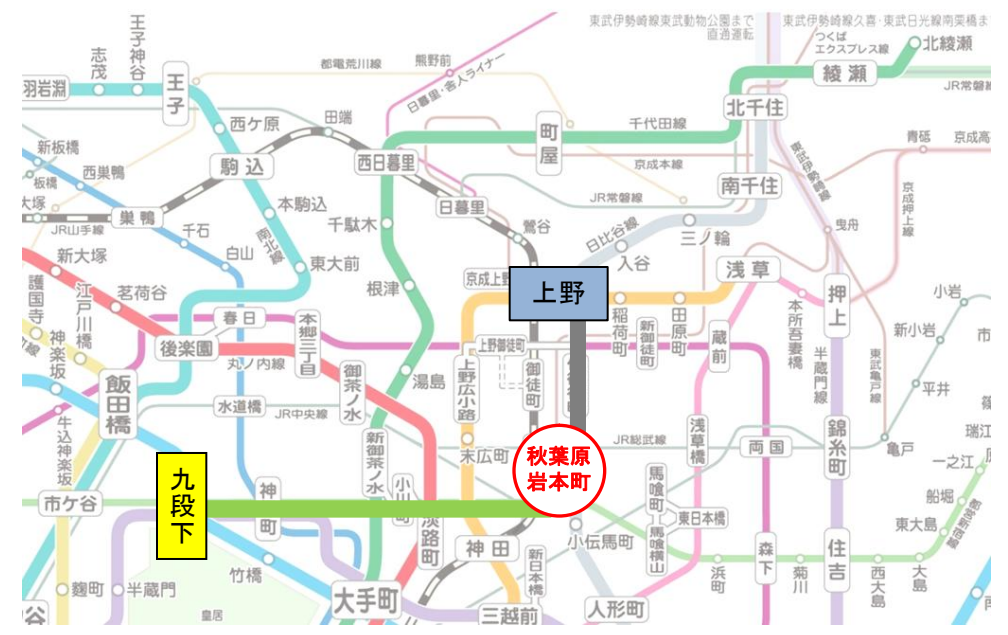 東武伊勢崎線東武動物公園まで
直通運転
東武伊勢崎線久喜・東武日光線南栗橋ま
つくば
エクスプレス線
北綾瀬
綾瀬
JR常磐線
王子神谷
志茂
羽岩淵
王子
都電荒川線
熊野前
日暮里・舎人ライナー
北千住
千代田線
町屋
西ケ原
田端
駒込
西日暮里
京成本線
青砥
京成高
新板橋
板橋
西巣鴨
大塚
巣鴨
JR山手線
千石
本駒込
南北線
千駄木
日暮里
鶯谷
JR常磐線
南千住
東武伊勢崎線
京成押上線
曳舟
日比谷線
三ノ輪
入谷
白山
東大前
新大塚
茗荷谷
護国寺
江戸川橋
根津
京成上野
上野
浅草
稲荷町
田原町
新御徒町
蔵前
本所吾妻橋
押上
小岩
新小岩
市
平井
半蔵門線
東武亀戸線
春日
後楽園
本郷三丁目
丸ノ内線
神楽坂
飯田橋
牛込神楽坂
水道橋
JR中央線
御茶ノ水
新御茶ノ水
湯島
上野広小路
上野御徒町
御徒町
末広町
秋葉原
岩本町
JR総武線
浅草橋
両国
錦糸町
亀戸
篠
瑞江
一之江
船堀
東大島
都営新宿線
大島
西大島
住吉
菊川
森下
浜町
馬喰町
東日本橋
馬喰横山
小伝馬町
人形町
新日本橋
三越前
神田
淡路町
小川町
神
町
九段下
市ケ谷
麹町
半蔵門
竹橋
大手町
皇居
谷